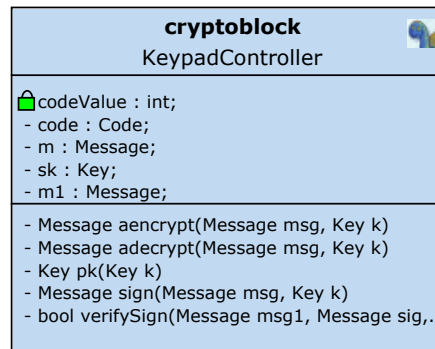 cryptoblock
KeypadController
codeValue : int;
- code : Code;
- m : Message;
- sk : Key;
- m1 : Message;
- Message aencrypt(Message msg, Key k)
- Message adecrypt(Message msg, Key k)
- Key pk(Key k)
- Message sign(Message msg, Key k)
- bool verifySign(Message msg1, Message sig,.